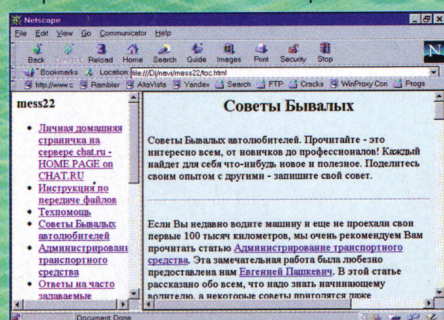 Netscape
File Edit View Go Communicator Help
Back Forward Reload Home Search Guide Images Print Security Stop
Bookmarks Location file:///D|/navi/mess22/toc.html
http://www.c Rambler AltaVista Yandex Search FTP Cracks WinProxy Con Progs
mess22
Личная домашняя
страничка на
сервере chat.ru -
HOME PAGE on
CHAT.RU
Инструкция по
передаче файлов
Техпомощь
Советы Бывалых
автолюбителей
Администрирован
транспортного
средства
Ответы на часто
задаваемые
Советы Бывалых
Советы Бывалых автолюбителей. Прочитайте - это
интересно всем, от новичков до профессионалов! Каждый
найдет для себя что-нибудь новое и полезное. Поделитесь
своим опытом с другими - запишите свой совет.
Если Вы недавно водите машину и еще не проехали свои
первые 100 тысяч километров, мы очень рекомендуем Вам
прочитать статью Администрирование транспортного
средства. Эта замечательная работа была любезно
предоставлена нам Евгенией Пашкевич. В этой статье
рассказано обо всем, что надо знать начинающему
водителю, а некоторые советы пригодятся даже
Document Done